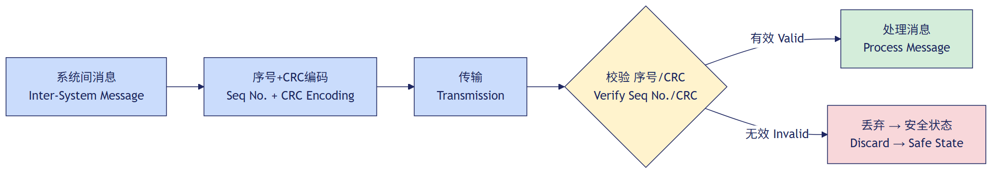 系统间消息
Inter-System Message
序号+CRC编码
Seq No. + CRC Encoding
传输
Transmission
校验 序号/CRC
Verify Seq No./CRC
有效 Valid
处理消息
Process Message
无效 Invalid
丢弃 → 安全状态
Discard → Safe State